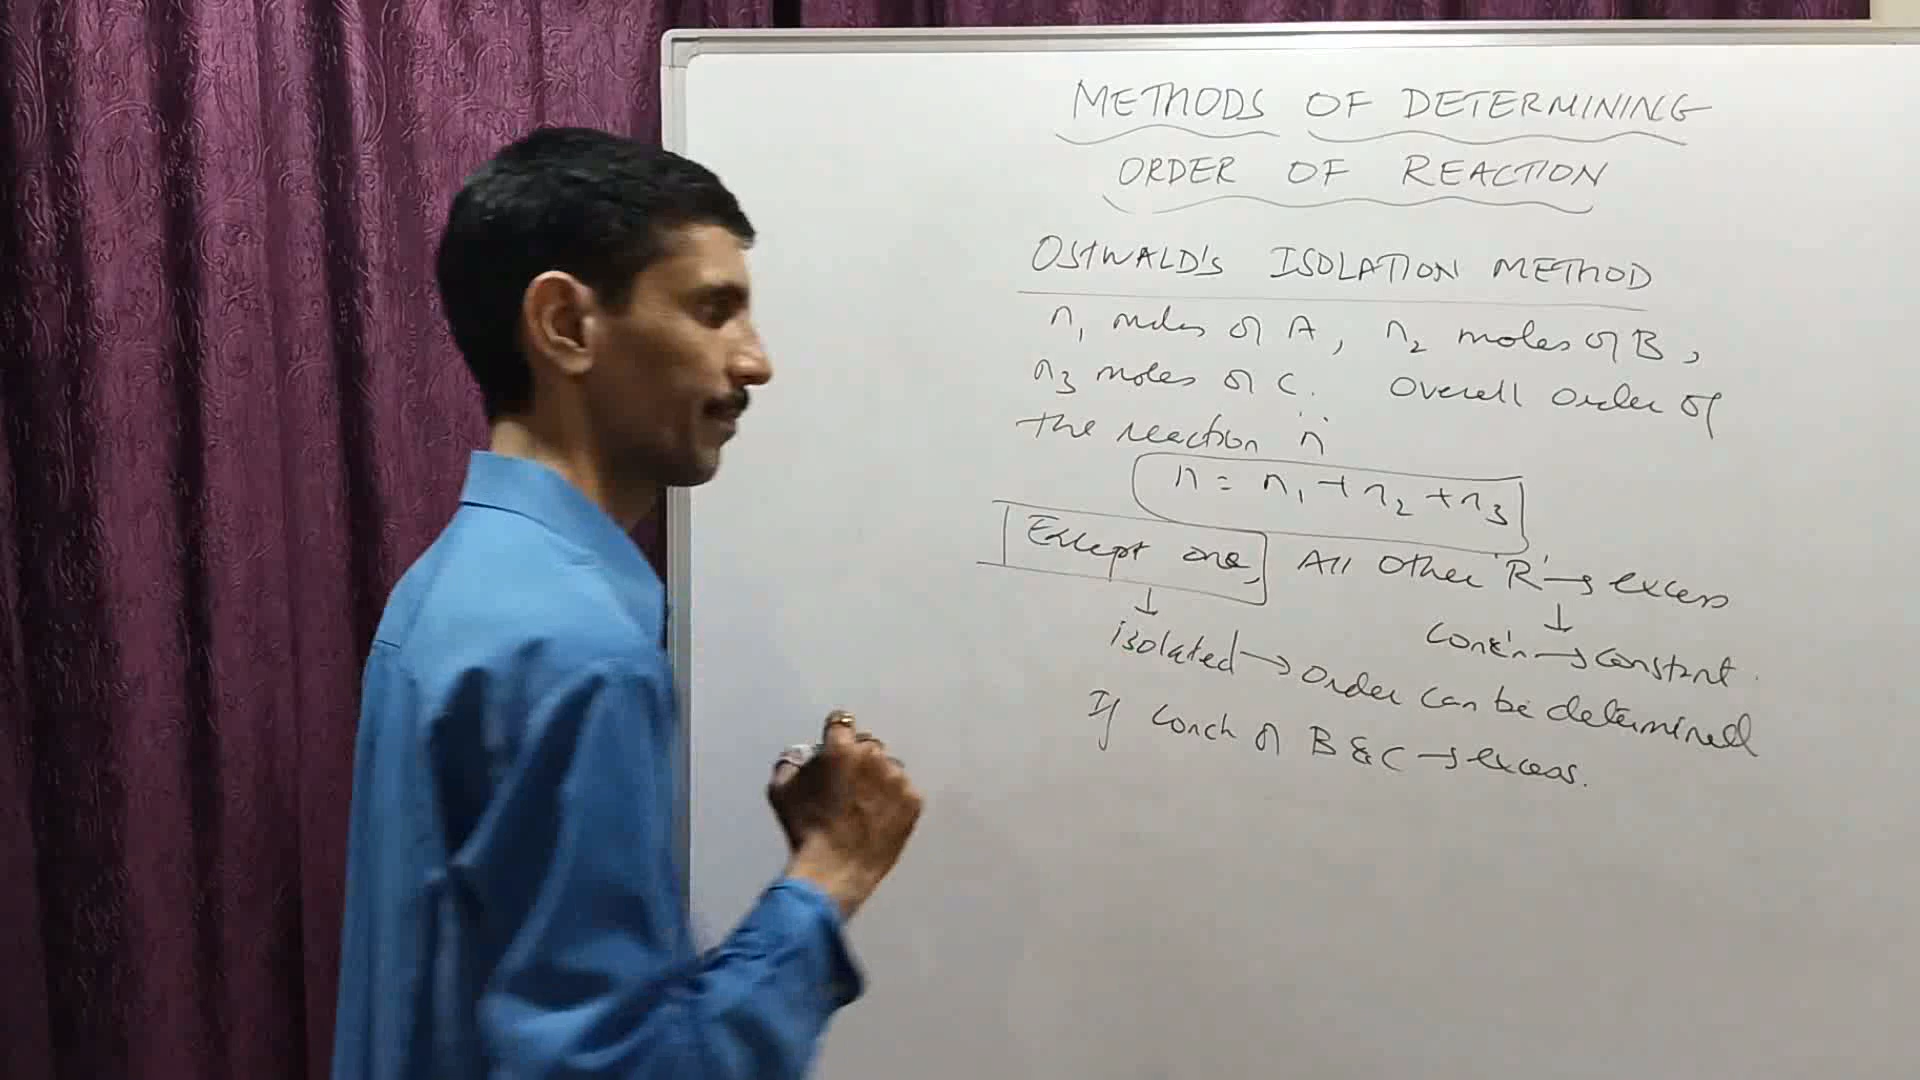 METHODS OF DETERMINING
ORDER OF REACTION
OSTWALD'S ISOLATION METHOD
n₁ moles of A, n₂ moles of B,
n₃ moles of C. Overall Order of
the reaction 'n'
n = n₁ + n₂ + n₃
Except one, All Other 'R' → excess
↓ ↓
isolated → Order can be determined
Conc'n → Constant.
If Conc'n of B & C → excess.